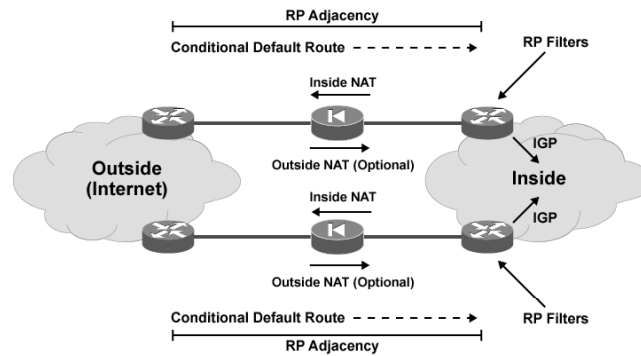 RP Adjacency
Conditional Default Route
RP Filters
Inside NAT
IGP
Outside NAT (Optional)
Outside
(Internet)
Inside
Inside NAT
IGP
Outside NAT (Optional)
RP Filters
Conditional Default Route
RP Adjacency